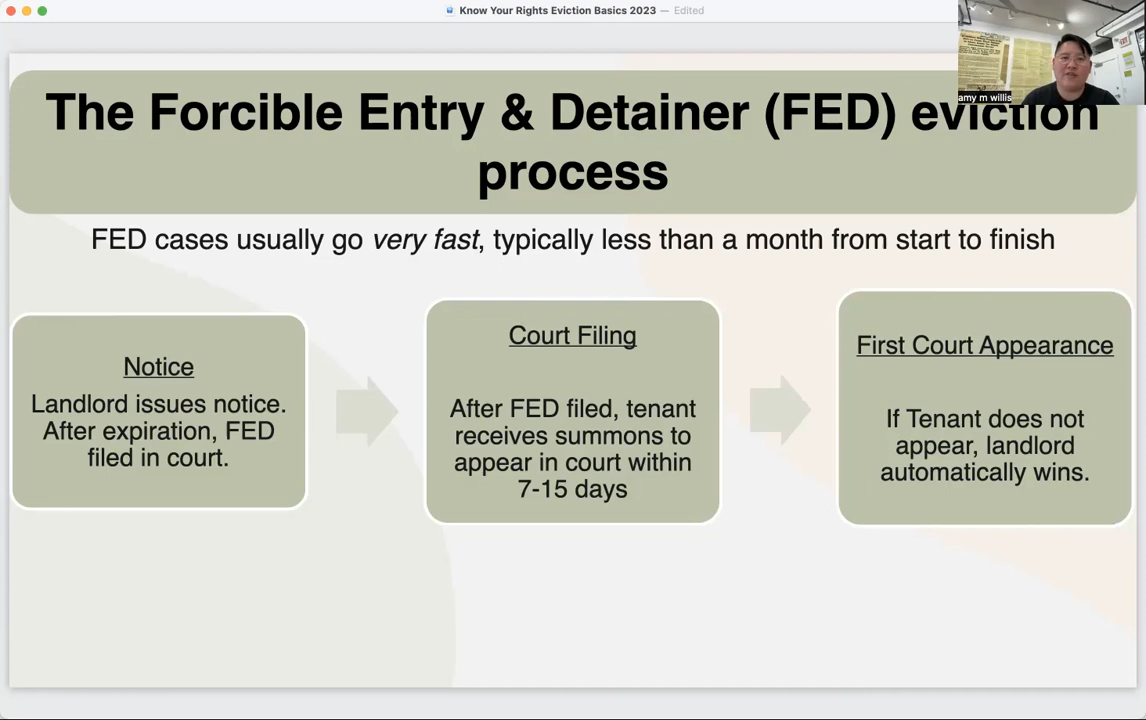 Know Your Rights Eviction Basics 2023 — Edited
amy m willis
The Forcible Entry & Detainer (FED) eviction
process
FED cases usually go very fast, typically less than a month from start to finish
Notice
Landlord issues notice.
After expiration, FED
filed in court.
Court Filing
After FED filed, tenant
receives summons to
appear in court within
7-15 days
First Court Appearance
If Tenant does not
appear, landlord
automatically wins.